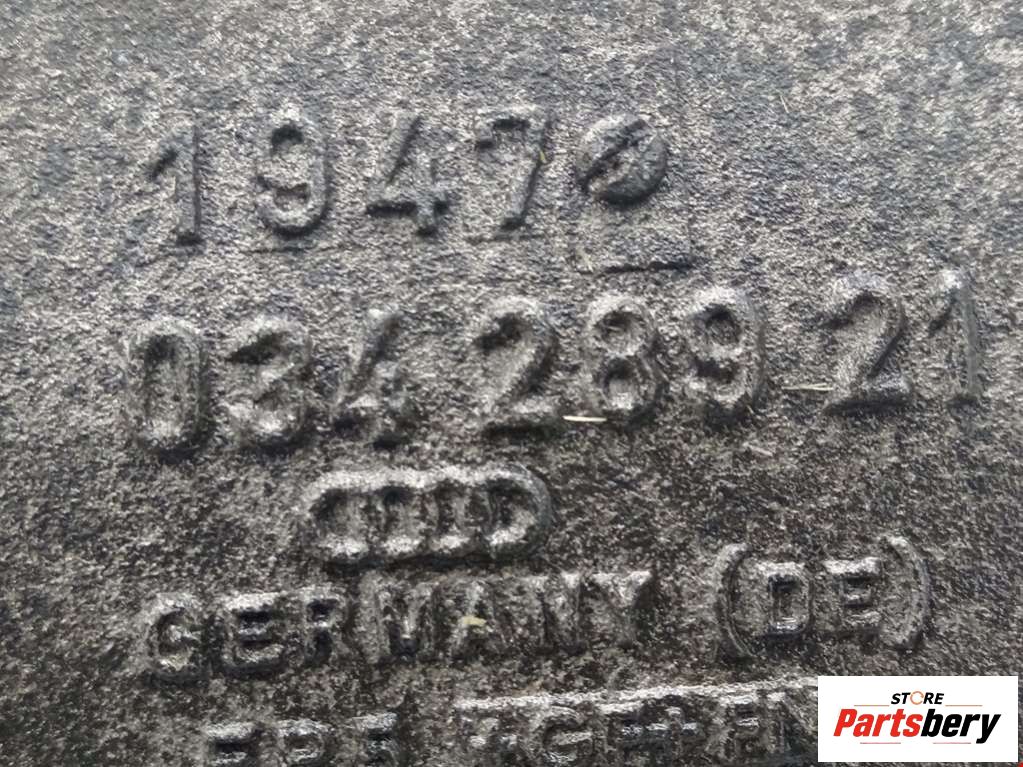 1947
034 289 21
GERMANY (DE)
STORE
Partsbery